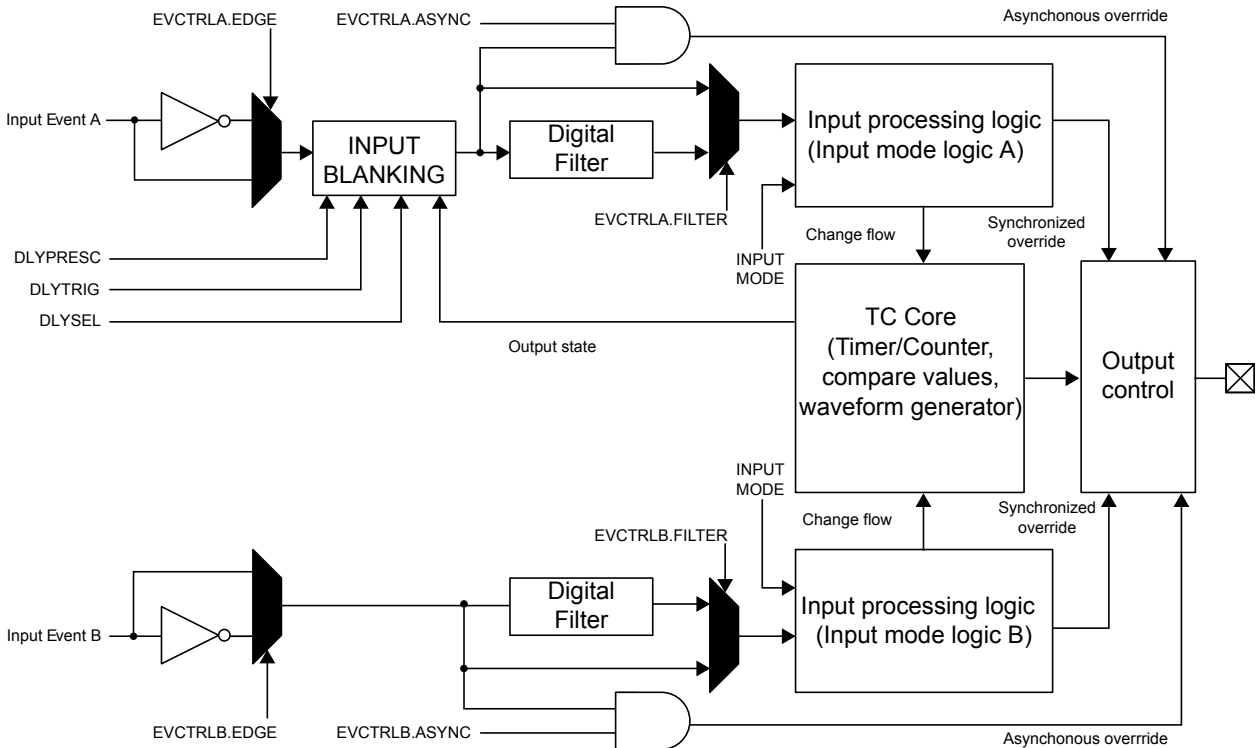 EVCTRLA.EDGE
EVCTRLA.ASYNC
Asynchonous overrride
Input Event A
INPUT
BLANKING
Digital
Filter
Input processing logic
(Input mode logic A)
EVCTRLA.FILTER
DLYPRESC
DLYTRIG
DLYSEL
INPUT
MODE
Change flow
Synchronized
override
Output state
TC Core
(Timer/Counter,
compare values,
waveform generator)
Output
control
INPUT
MODE
Change flow
Synchronized
override
EVCTRLB.FILTER
Input Event B
Digital
Filter
Input processing logic
(Input mode logic B)
EVCTRLB.EDGE
EVCTRLB.ASYNC
Asynchonous overrride